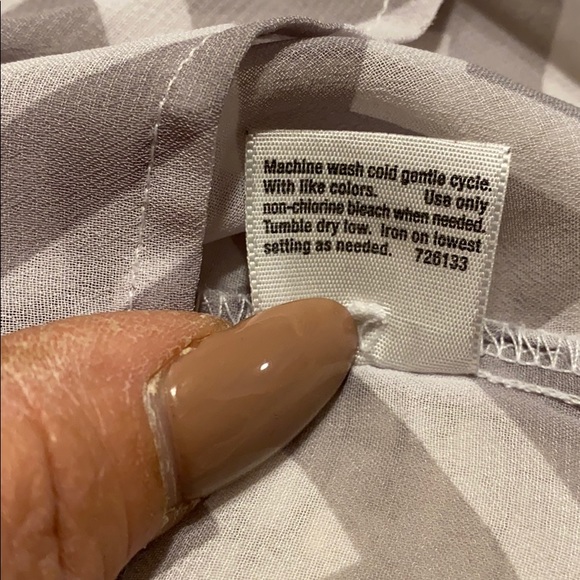 Machine wash cold gentle cycle.
With like colors. Use only
non-chlorine bleach when needed.
Tumble dry low. Iron on lowest
setting as needed. 726133